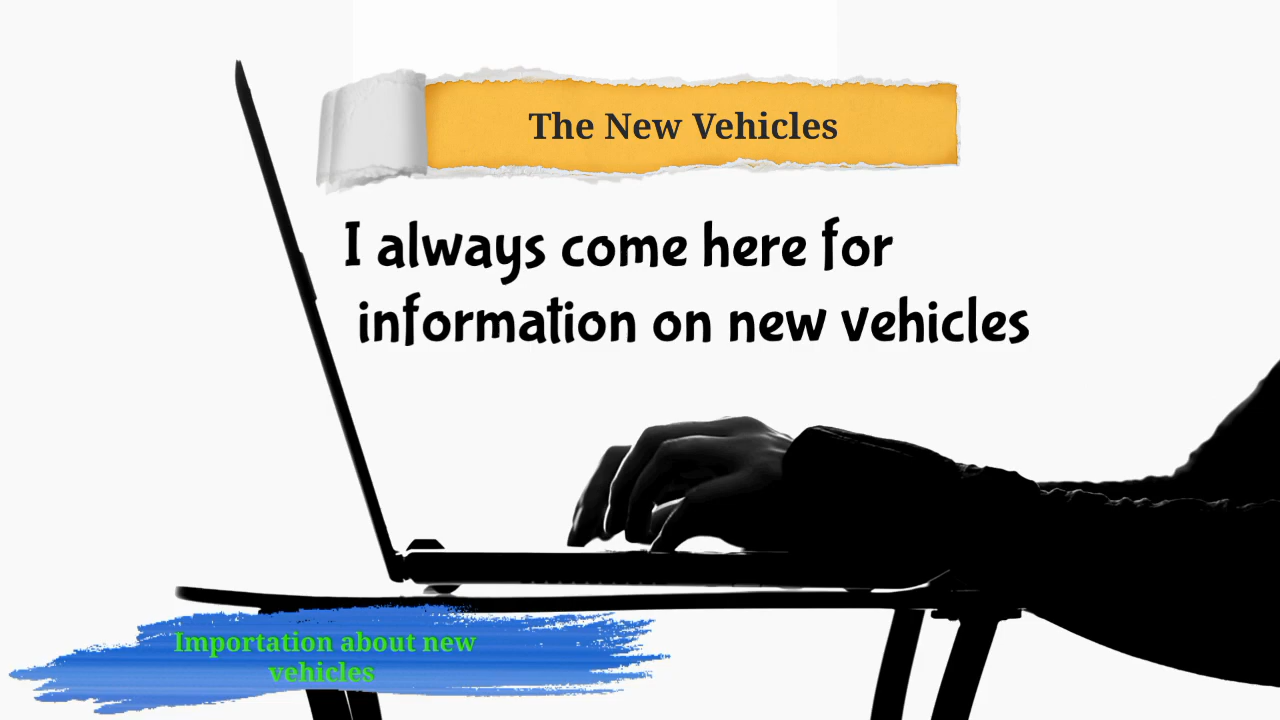 The New Vehicles
I always come here for
information on new vehicles
Importation about new
vehicles